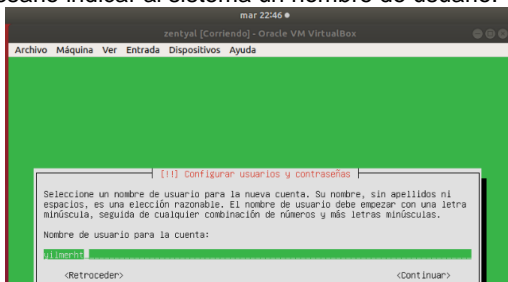 esario indicar al sistema un nombre de usuario.
mar 22:46
zentyal [Corriendo] - Oracle VM VirtualBox
Archivo Máquina Ver Entrada Dispositivos Ayuda
[!!] Configurar usuarios y contraseñas
Seleccione un nombre de usuario para la nueva cuenta. Su nombre, sin apellidos ni
espacios, es una elección razonable. El nombre de usuario debe empezar con una letra
minúscula, seguida de cualquier combinación de números y más letras minúsculas.
Nombre de usuario para la cuenta:
gilmerht
<Retroceder> <Continuar>